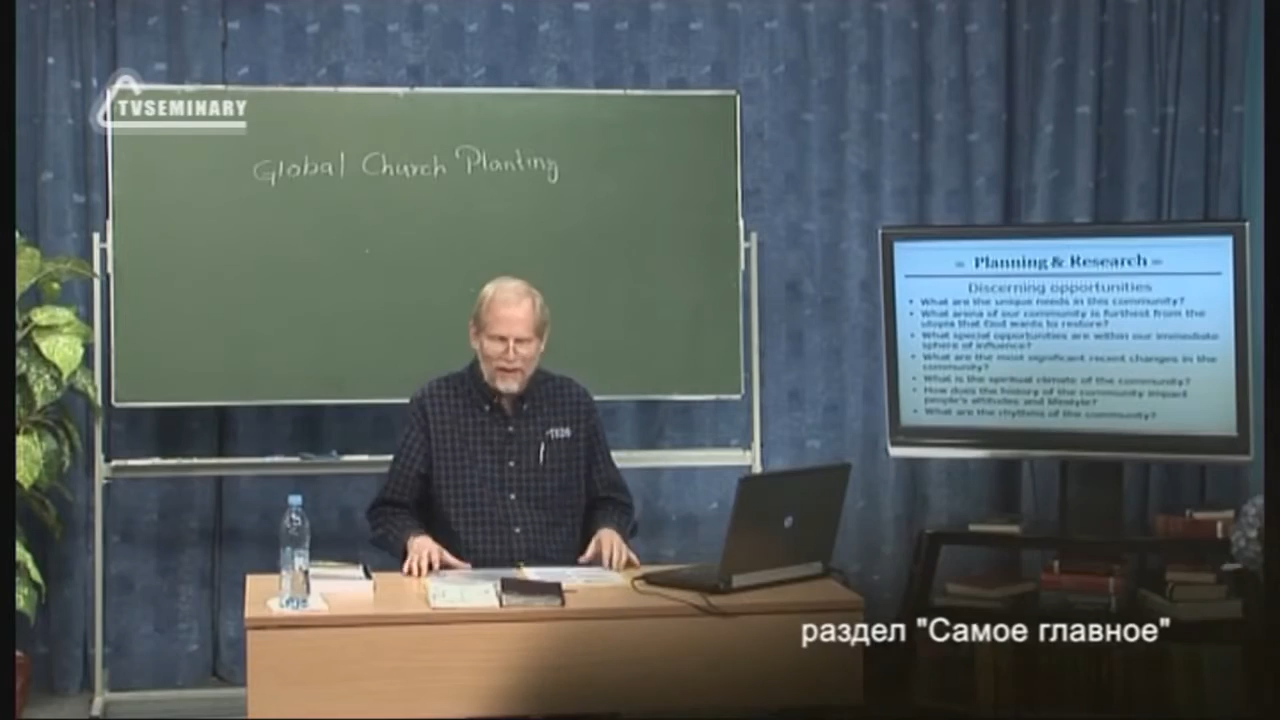 TVSEMINARY
Global Church Planting
Planning & Research
Discerning opportunities
• What are the unique needs in this community?
• What arena of our community is furthest from the
utopia that God wants to restore?
• What special opportunities are within our immediate
sphere of influence?
• What are the most significant recent changes in the
community?
• What is the spiritual climate of the community?
• How does the history of the community impact
people's attitudes and lifestyle?
• What are the rhythms of the community?
раздел "Самое главное"